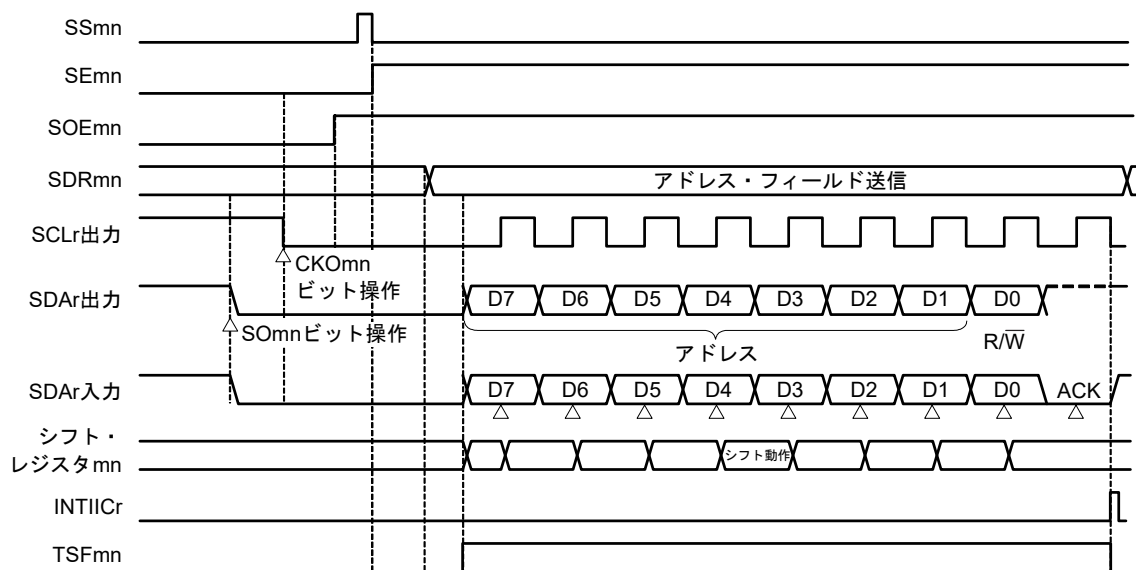 SSmn
SEmn
SOEmn
SDRmn
アドレス・フィールド送信
SCLr出力
CKOmn
ビット操作
SDAr出力
D7 D6 D5 D4 D3 D2 D1 D0
SOmnビット操作
アドレス
R/W̅
SDAr入力
D7 D6 D5 D4 D3 D2 D1 D0 ACK
シフト・
レジスタmn
シフト動作
INTIICr
TSFmn